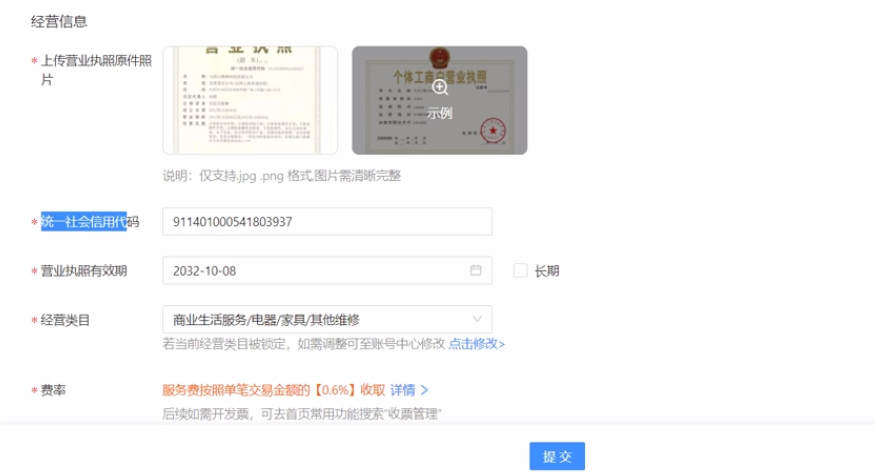 经营信息
* 上传营业执照原件照片
营业执照
(副本)
个体工商户营业执照
示例
说明：仅支持.jpg .png 格式,图片需清晰完整
* 统一社会信用代码
911401000541803937
* 营业执照有效期
2032-10-08
长期
* 经营类目
商业生活服务/电器/家具/其他维修
若当前经营类目被锁定，如需调整可至账号中心修改 点击修改>
* 费率
服务费按照单笔交易金额的【0.6%】收取 详情 >
后续如需开发票，可去首页常用功能搜索"收票管理"
提 交